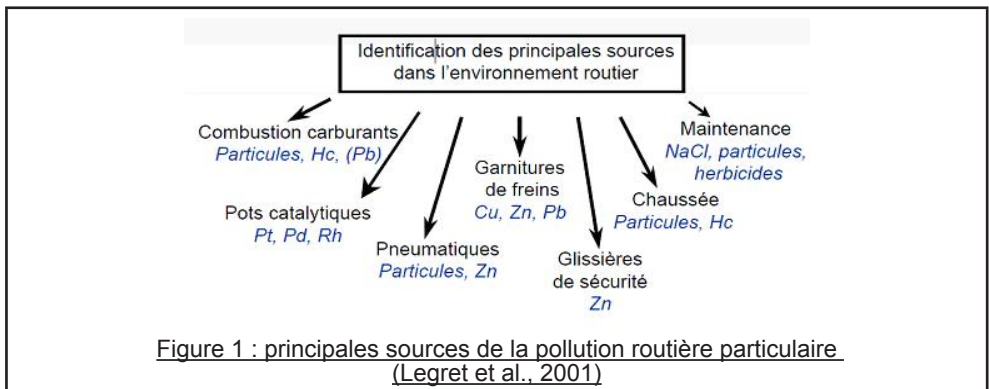 Identification des principales sources
dans l'environnement routier
Combustion carburants
Particules, Hc, (Pb)
Pots catalytiques
Pt, Pd, Rh
Pneumatiques
Particules, Zn
Garnitures
de freins
Cu, Zn, Pb
Glissières
de sécurité
Zn
Chaussée
Particules, Hc
Maintenance
NaCl, particules,
herbicides
Figure 1 : principales sources de la pollution routière particulaire
(Legret et al., 2001)